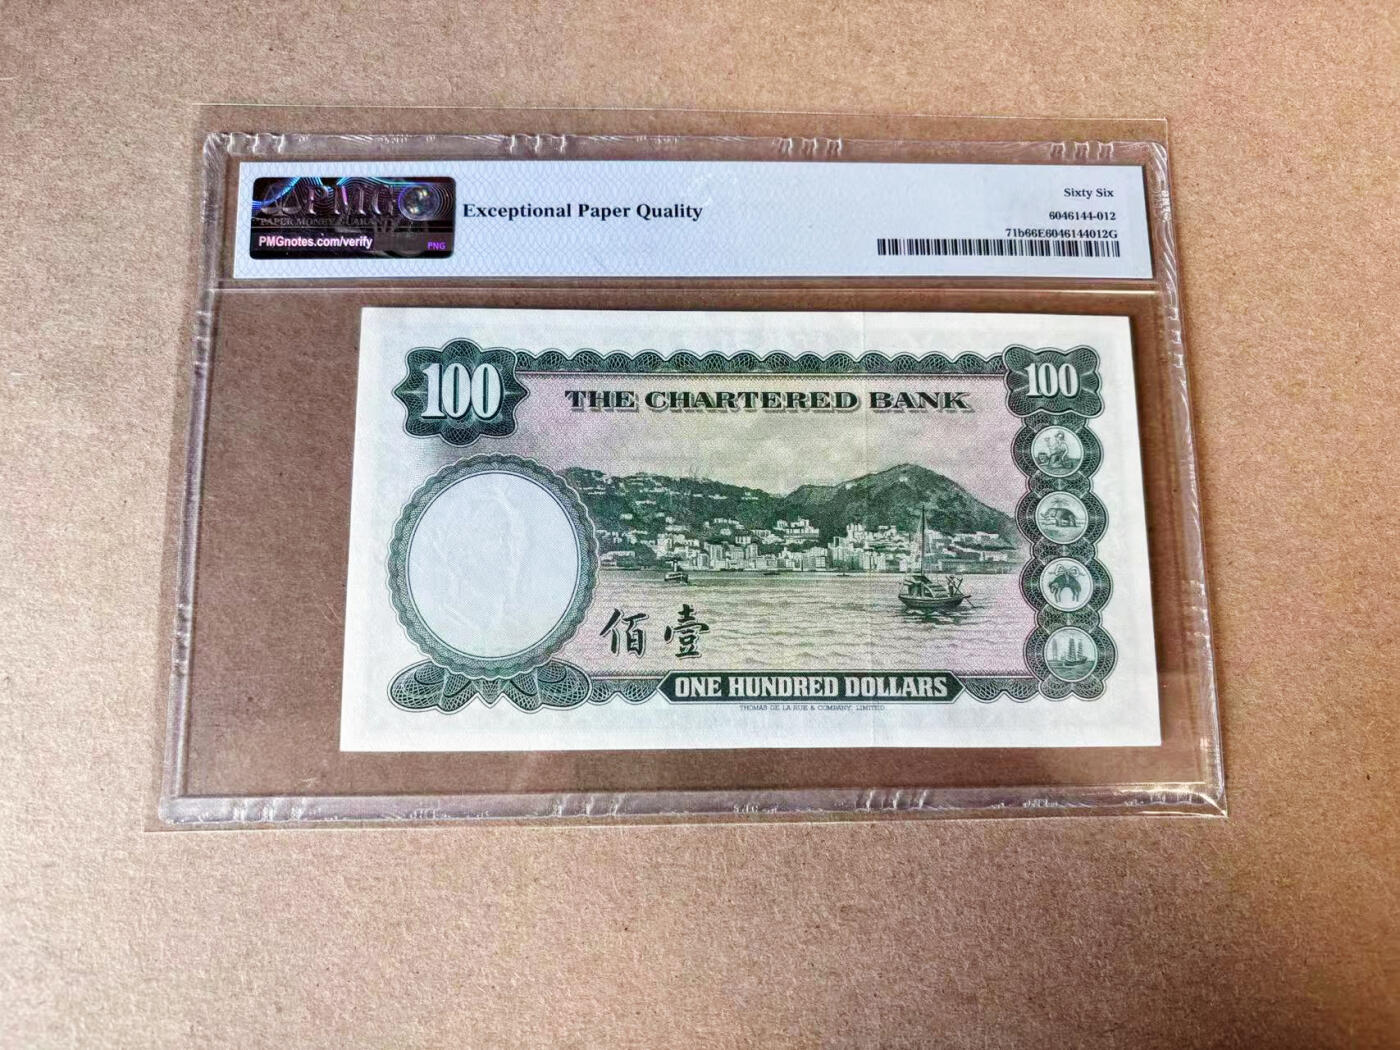 PMG
PAPER MONEY GUARANTY
PMGnotes.com/verify
PNG
Exceptional Paper Quality
Sixty Six
6046144-012
71b66E6046144012G
100
100
THE CHARTERED BANK
佰壹
ONE HUNDRED DOLLARS
THOMAS DE LA RUE & COMPANY, LIMITED